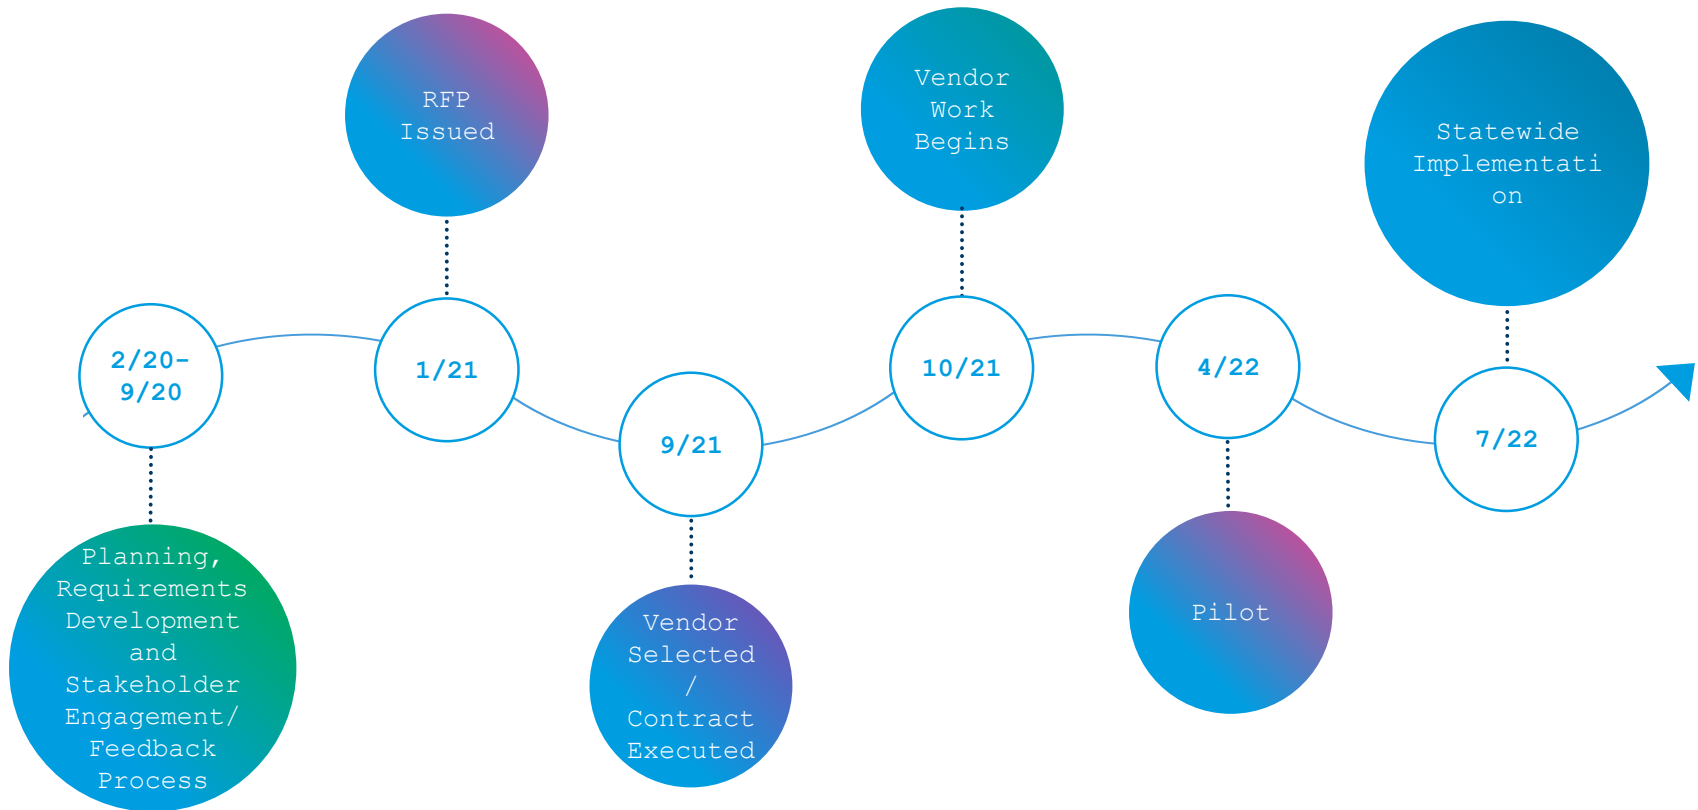 RFP
Issued
Vendor
Work
Begins
Statewide
Implementati
on
2/20-
9/20
1/21
9/21
10/21
4/22
7/22
Planning,
Requirements
Development
and
Stakeholder
Engagement/
Feedback
Process
Vendor
Selected
/
Contract
Executed
Pilot